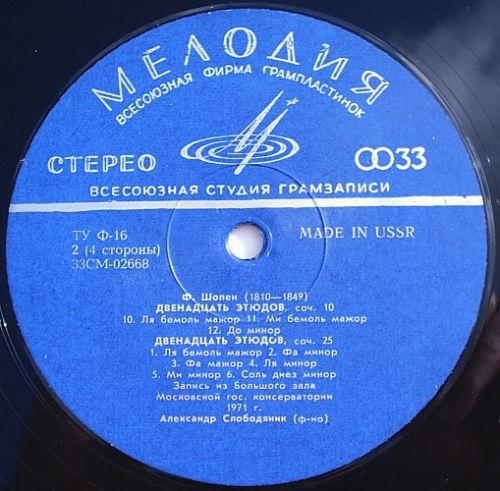 МЕЛОДИЯ
ВСЕСОЮЗНАЯ ФИРМА ГРАМПЛАСТИНОК
СТЕРЕО
33
ВСЕСОЮЗНАЯ СТУДИЯ ГРАМЗАПИСИ
ТУ Ф-16
2 (4 стороны)
33СМ-02668
MADE IN USSR
Ф. Шопен (1810—1849)
ДВЕНАДЦАТЬ ЭТЮДОВ, соч. 10
10. Ля бемоль мажор 11. Ми бемоль мажор
12. До минор
ДВЕНАДЦАТЬ ЭТЮДОВ, соч. 25
1. Ля бемоль мажор 2. Фа минор
3. Фа мажор 4. Ля минор
5. Ми минор 6. Соль диез минор
Запись из Большого зала
Московской гос. консерватории
1971 г.
Александр Слободяник (ф-но)